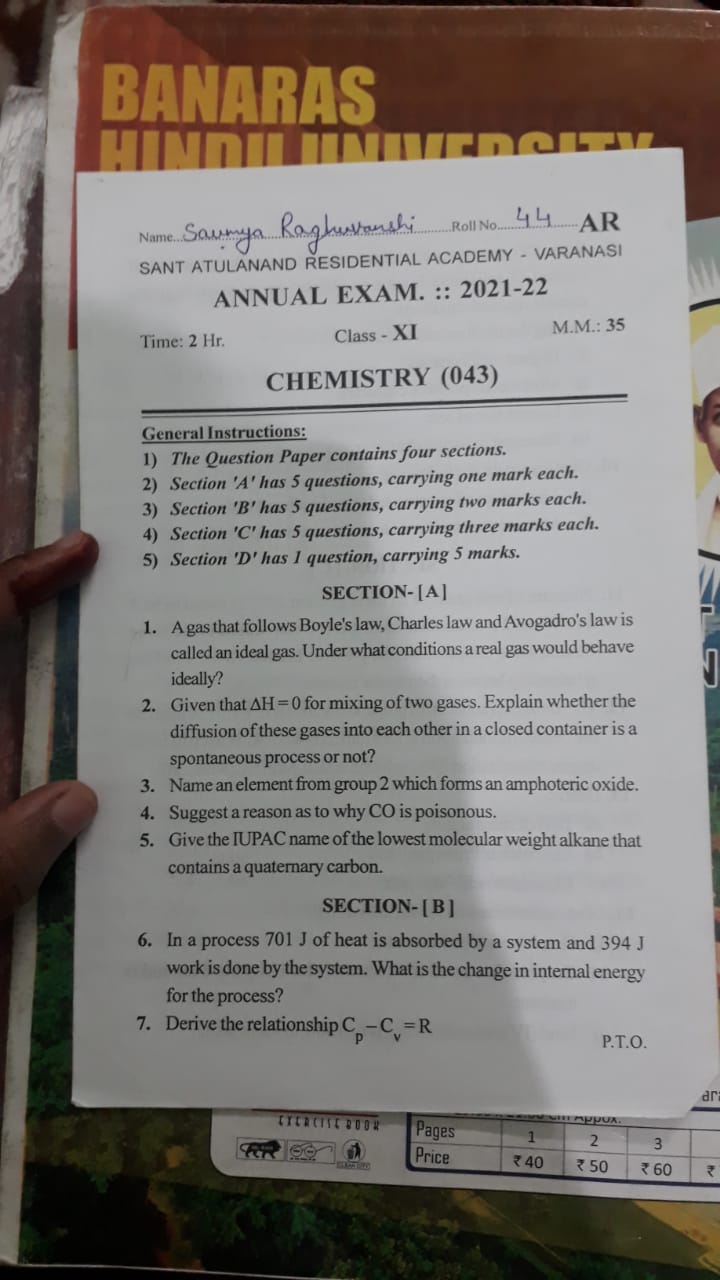 BANARAS
HINDU UNIVERSITY
Name...Saumya Raghuvanshi..........Roll No.....44......AR
SANT ATULANAND RESIDENTIAL ACADEMY - VARANASI
ANNUAL EXAM. :: 2021-22
Time: 2 Hr. Class - XI M.M.: 35
CHEMISTRY (043)
General Instructions:
1) The Question Paper contains four sections.
2) Section 'A' has 5 questions, carrying one mark each.
3) Section 'B' has 5 questions, carrying two marks each.
4) Section 'C' has 5 questions, carrying three marks each.
5) Section 'D' has 1 question, carrying 5 marks.
SECTION- [A]
1. A gas that follows Boyle's law, Charles law and Avogadro's law is
called an ideal gas. Under what conditions a real gas would behave
ideally?
2. Given that ΔH = 0 for mixing of two gases. Explain whether the
diffusion of these gases into each other in a closed container is a
spontaneous process or not?
3. Name an element from group 2 which forms an amphoteric oxide.
4. Suggest a reason as to why CO is poisonous.
5. Give the IUPAC name of the lowest molecular weight alkane that
contains a quaternary carbon.
SECTION- [B]
6. In a process 701 J of heat is absorbed by a system and 394 J
work is done by the system. What is the change in internal energy
for the process?
7. Derive the relationship Cp – Cv = R
P.T.O.
EXERCISE BOOK
CLEAN CITY
Pages 1 2 3
Price ₹ 40 ₹ 50 ₹ 60 ₹